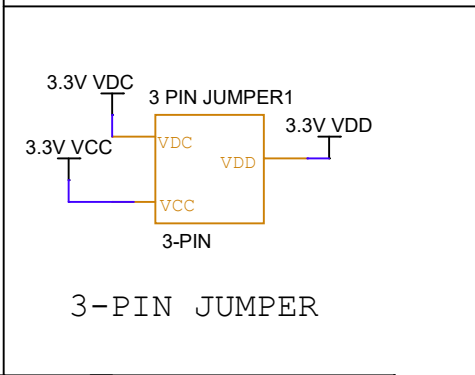 3.3V VDC
3 PIN JUMPER1
3.3V VDD
3.3V VCC
VDC
VDD
VCC
3-PIN
3-PIN JUMPER